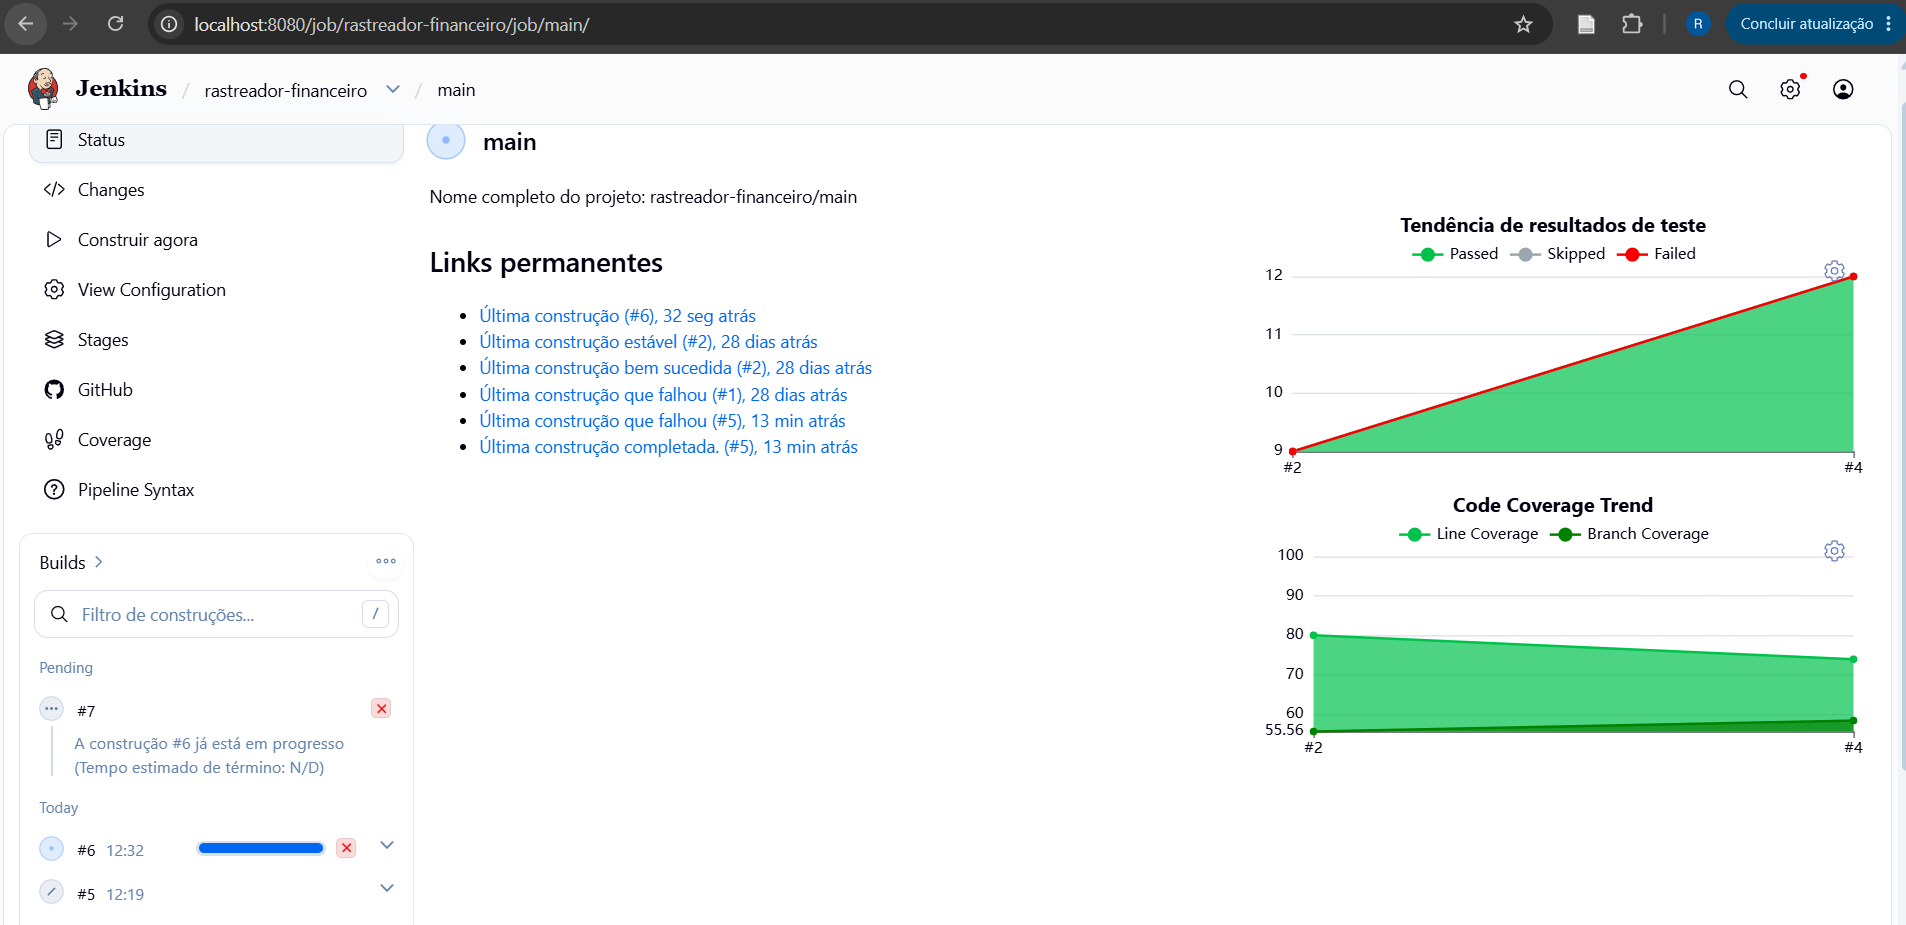 localhost:8080/job/rastreador-financeiro/job/main/
R
Concluir atualização
Jenkins / rastreador-financeiro / main
Status
main
Changes
Nome completo do projeto: rastreador-financeiro/main
Construir agora
View Configuration
Stages
GitHub
Coverage
Pipeline Syntax
Links permanentes
Última construção (#6), 32 seg atrás
Última construção estável (#2), 28 dias atrás
Última construção bem sucedida (#2), 28 dias atrás
Última construção que falhou (#1), 28 dias atrás
Última construção que falhou (#5), 13 min atrás
Última construção completada. (#5), 13 min atrás
Tendência de resultados de teste
Passed Skipped Failed
12
11
10
9
#2 #4
Code Coverage Trend
Line Coverage Branch Coverage
100
90
80
70
60
55.56
#2 #4
Builds
Filtro de construções... /
Pending
#7
A construção #6 já está em progresso
(Tempo estimado de término: N/D)
Today
#6 12:32
#5 12:19